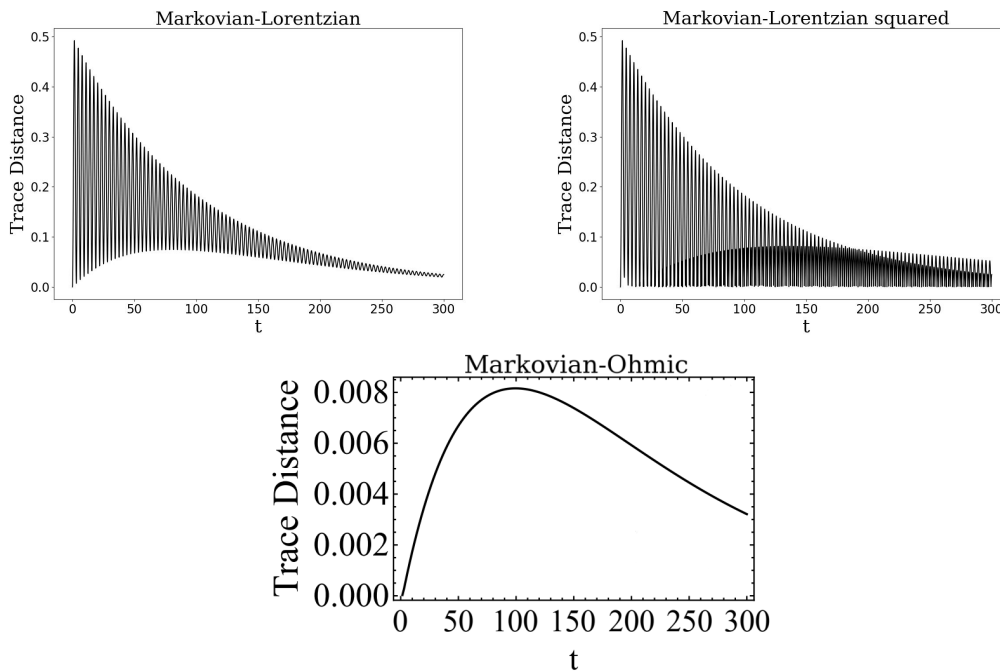 Markovian-Lorentzian
Trace Distance
0.5
0.4
0.3
0.2
0.1
0.0
0 50 100 150 200 250 300
t
Markovian-Lorentzian squared
Trace Distance
0.5
0.4
0.3
0.2
0.1
0.0
0 50 100 150 200 250 300
t
Markovian-Ohmic
Trace Distance
0.008
0.006
0.004
0.002
0.000
0 50 100 150 200 250 300
t